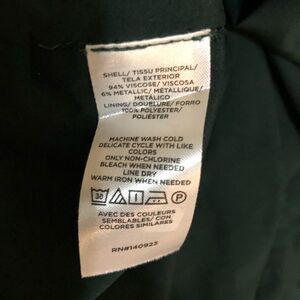 SHELL/ TISSU PRINCIPAL/
TELA EXTERIOR
94% VISCOSE/ VISCOSA
6% METALLIC/ MÉTALLIQUE/
METÁLICO
LINING/ DOUBLURE/ FORRO
100% POLYESTER/
POLIÉSTER
MACHINE WASH COLD
DELICATE CYCLE WITH LIKE
COLORS
ONLY NON-CHLORINE
BLEACH WHEN NEEDED
LINE DRY
WARM IRON WHEN NEEDED
30 P
AVEC DES COULEURS
SEMBLABLES/ CON
COLORES SIMILARES
RN#140923